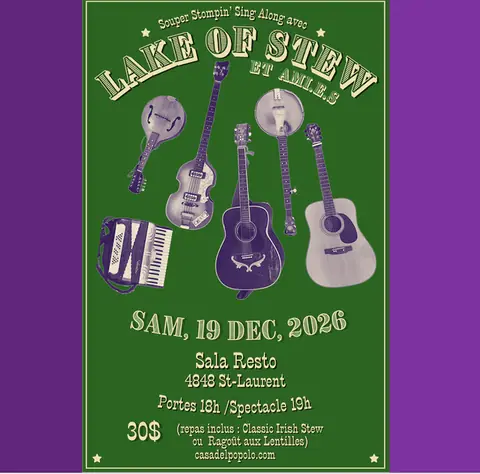 Souper Stompin' Sing Along avec
LAKE OF STEW
ET AMI.E.S
SAM, 19 DEC, 2026
Sala Resto
4848 St-Laurent
Portes 18h /Spectacle 19h
30$
(repas inclus : Classic Irish Stew
ou Ragoût aux Lentilles)
casadelpopolo.com